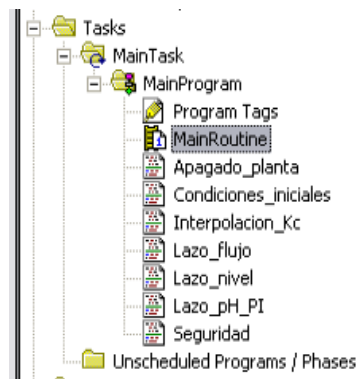 Tasks
MainTask
MainProgram
Program Tags
MainRoutine
Apagado_planta
Condiciones_iniciales
Interpolacion_Kc
Lazo_flujo
Lazo_nivel
Lazo_pH_PI
Seguridad
Unscheduled Programs / Phases